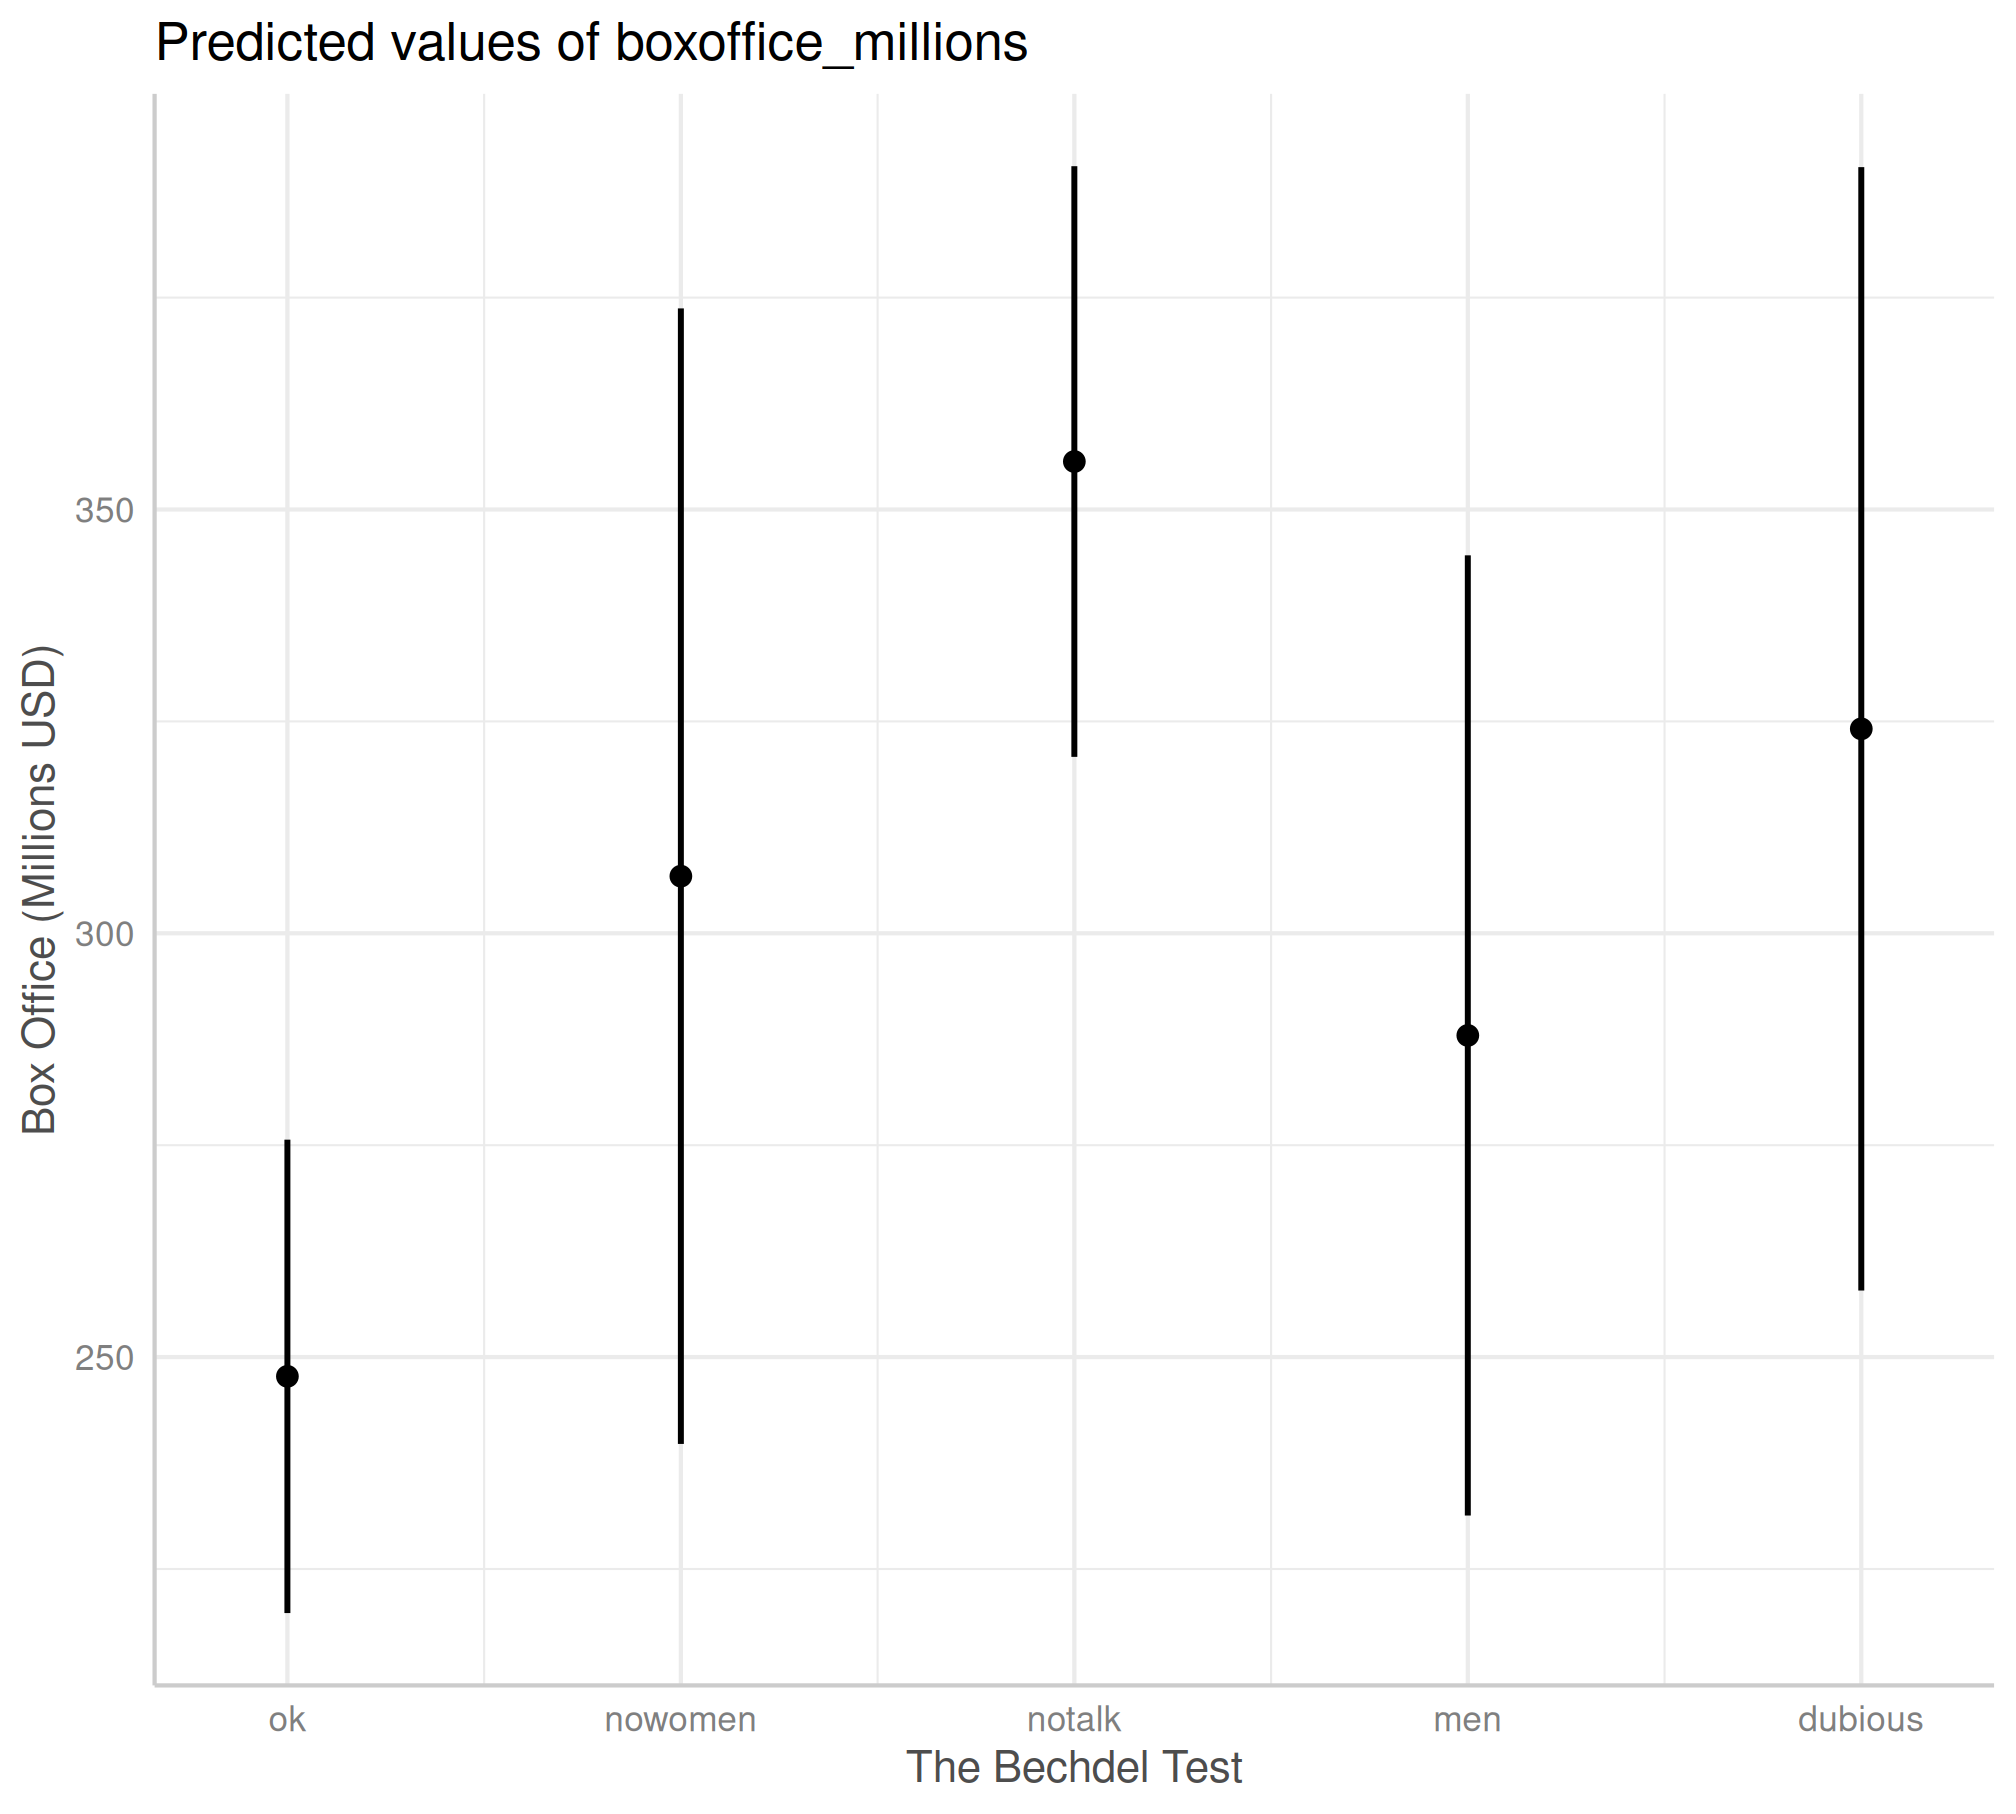 Predicted values of boxoffice_millions
Box Office (Millions USD)
350
300
250
ok nowomen notalk men dubious
The Bechdel Test